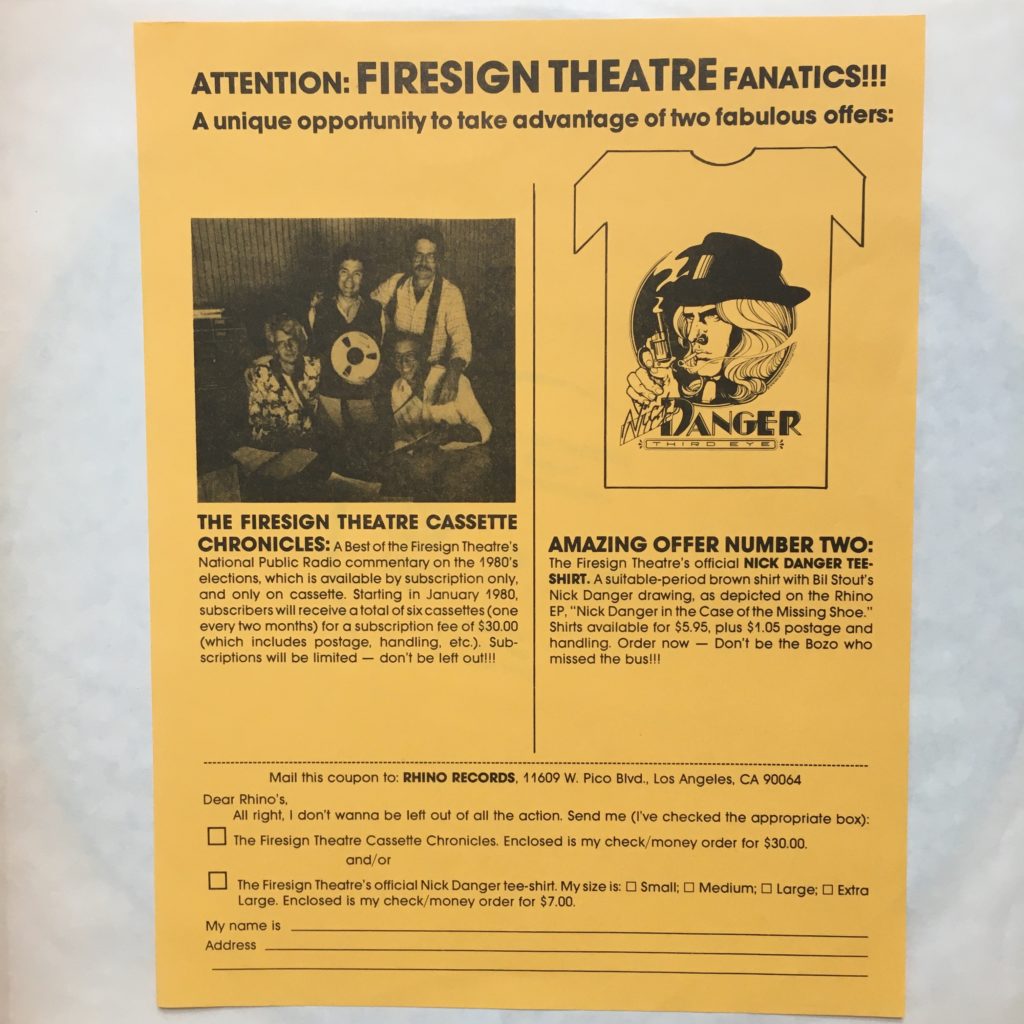 ATTENTION: FIRESIGN THEATRE FANATICS!!!
A unique opportunity to take advantage of two fabulous offers:
Nick DANGER
THIRD EYE
THE FIRESIGN THEATRE CASSETTE
CHRONICLES: A Best of the Firesign Theatre's
National Public Radio commentary on the 1980's
elections, which is available by subscription only,
and only on cassette. Starting in January 1980,
subscribers will receive a total of six cassettes (one
every two months) for a subscription fee of $30.00
(which includes postage, handling, etc.). Sub-
scriptions will be limited — don't be left out!!!
AMAZING OFFER NUMBER TWO:
The Firesign Theatre's official NICK DANGER TEE-
SHIRT. A suitable-period brown shirt with Bil Stout's
Nick Danger drawing, as depicted on the Rhino
EP, "Nick Danger in the Case of the Missing Shoe."
Shirts available for $5.95, plus $1.05 postage and
handling. Order now — Don't be the Bozo who
missed the bus!!!
Mail this coupon to: RHINO RECORDS, 11609 W. Pico Blvd., Los Angeles, CA 90064
Dear Rhino's,
All right, I don't wanna be left out of all the action. Send me (I've checked the appropriate box):
The Firesign Theatre Cassette Chronicles. Enclosed is my check/money order for $30.00.
and/or
The Firesign Theatre's official Nick Danger tee-shirt. My size is: □ Small; □ Medium; □ Large; □ Extra
Large. Enclosed is my check/money order for $7.00.
My name is
Address